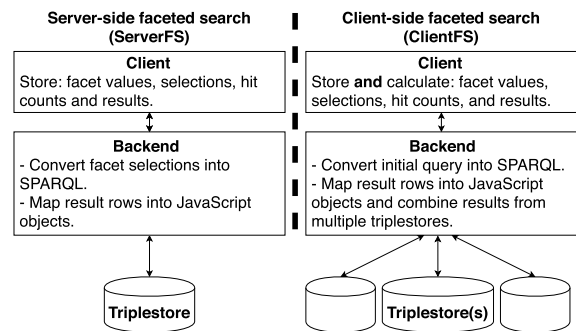 Server-side faceted search
(ServerFS)
Client
Store: facet values, selections, hit
counts and results.
Backend
- Convert facet selections into
SPARQL.
- Map result rows into JavaScript
objects.
Triplestore
Client-side faceted search
(ClientFS)
Client
Store and calculate: facet values,
selections, hit counts, and results.
Backend
- Convert initial query into SPARQL.
- Map result rows into JavaScript
objects and combine results from
multiple triplestores.
Triplestore(s)